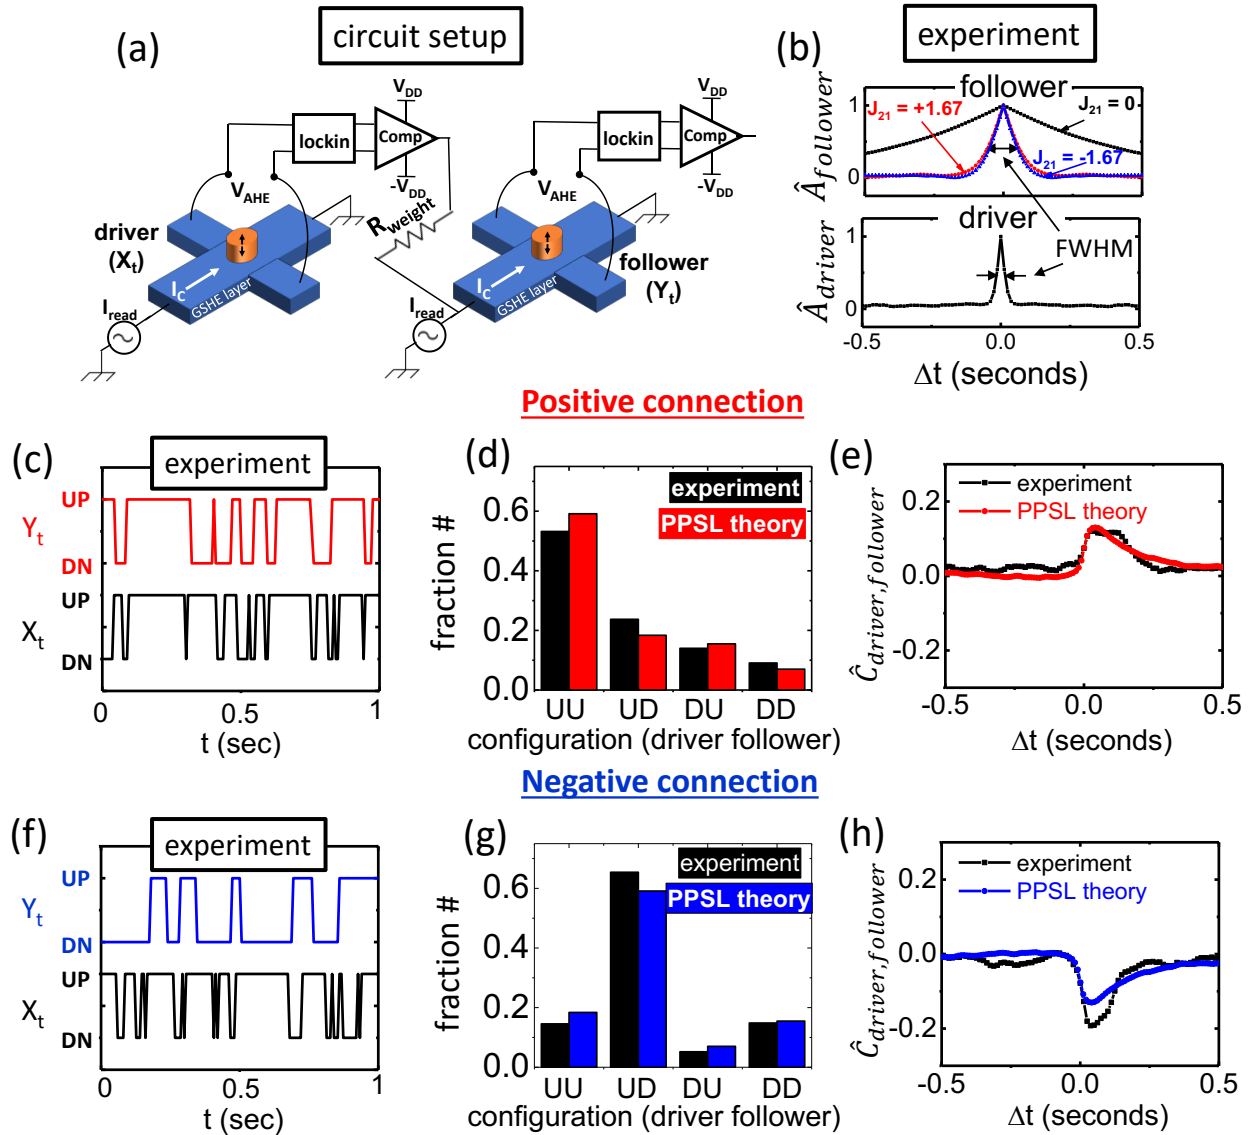 (a)
circuit setup
V_DD
lockin
Comp
-V_DD
V_AHE
R_weight
driver
(X_t)
I_C
GSHE layer
I_read
V_DD
lockin
Comp
-V_DD
V_AHE
follower
(Y_t)
I_C
GSHE layer
I_read
(b)
experiment
follower
J_21 = +1.67
J_21 = 0
J_21 = -1.67
1
0
Â_follower
driver
FWHM
1
0
Â_driver
-0.5
0.0
0.5
Δt (seconds)
Positive connection
(c)
experiment
UP
Y_t
DN
UP
X_t
DN
0
0.5
1
t (sec)
(d)
experiment
PPSL theory
fraction #
0.6
0.4
0.2
0.0
UU
UD
DU
DD
configuration (driver follower)
(e)
experiment
PPSL theory
Ĉ_driver,follower
0.2
0.0
-0.2
-0.5
0.0
0.5
Δt (seconds)
Negative connection
(f)
experiment
UP
Y_t
DN
UP
X_t
DN
0
0.5
1
t (sec)
(g)
experiment
PPSL theory
fraction #
0.6
0.4
0.2
0.0
UU
UD
DU
DD
configuration (driver follower)
(h)
experiment
PPSL theory
Ĉ_driver,follower
0.2
0.0
-0.2
-0.5
0.0
0.5
Δt (seconds)